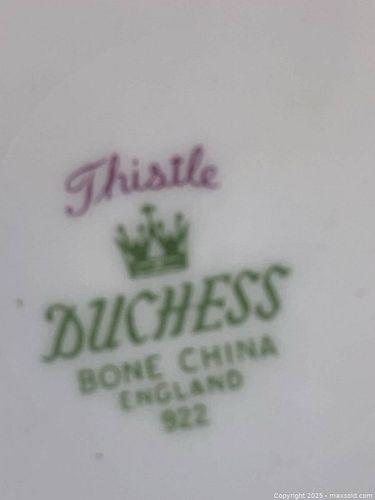 Thistle
DUCHESS
BONE CHINA
ENGLAND
922
Copyright © 2025 - maxsold.com